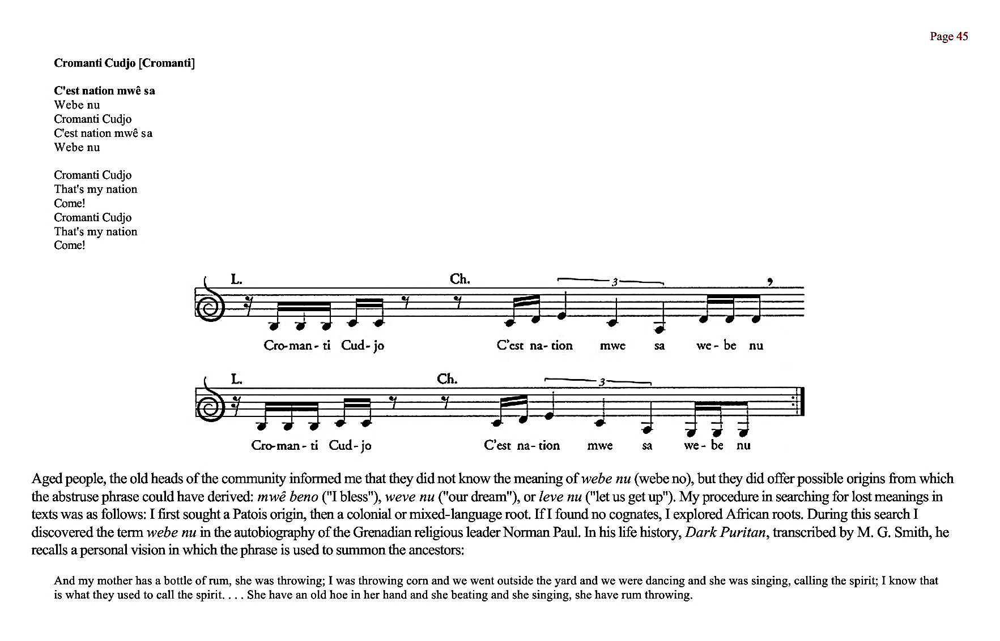 Page 45
Cromanti Cudjo [Cromanti]
C'est nation mwê sa
Webe nu
Cromanti Cudjo
C'est nation mwê sa
Webe nu
Cromanti Cudjo
That's my nation
Come!
Cromanti Cudjo
That's my nation
Come!
L. Ch. 3
Cro-man-ti Cud-jo C'est na-tion mwe sa we-be nu
L. Ch. 3
Cro-man-ti Cud-jo C'est na-tion mwe sa we-be nu
Aged people, the old heads of the community informed me that they did not know the meaning of webe nu (webe no), but they did offer possible origins from which
the abstruse phrase could have derived: mwê beno ("I bless"), weve nu ("our dream"), or leve nu ("let us get up"). My procedure in searching for lost meanings in
texts was as follows: I first sought a Patois origin, then a colonial or mixed-language root. If I found no cognates, I explored African roots. During this search I
discovered the term webe nu in the autobiography of the Grenadian religious leader Norman Paul. In his life history, Dark Puritan, transcribed by M. G. Smith, he
recalls a personal vision in which the phrase is used to summon the ancestors:
And my mother has a bottle of rum, she was throwing; I was throwing corn and we went outside the yard and we were dancing and she was singing, calling the spirit; I know that
is what they used to call the spirit. . . . She have an old hoe in her hand and she beating and she singing, she have rum throwing.